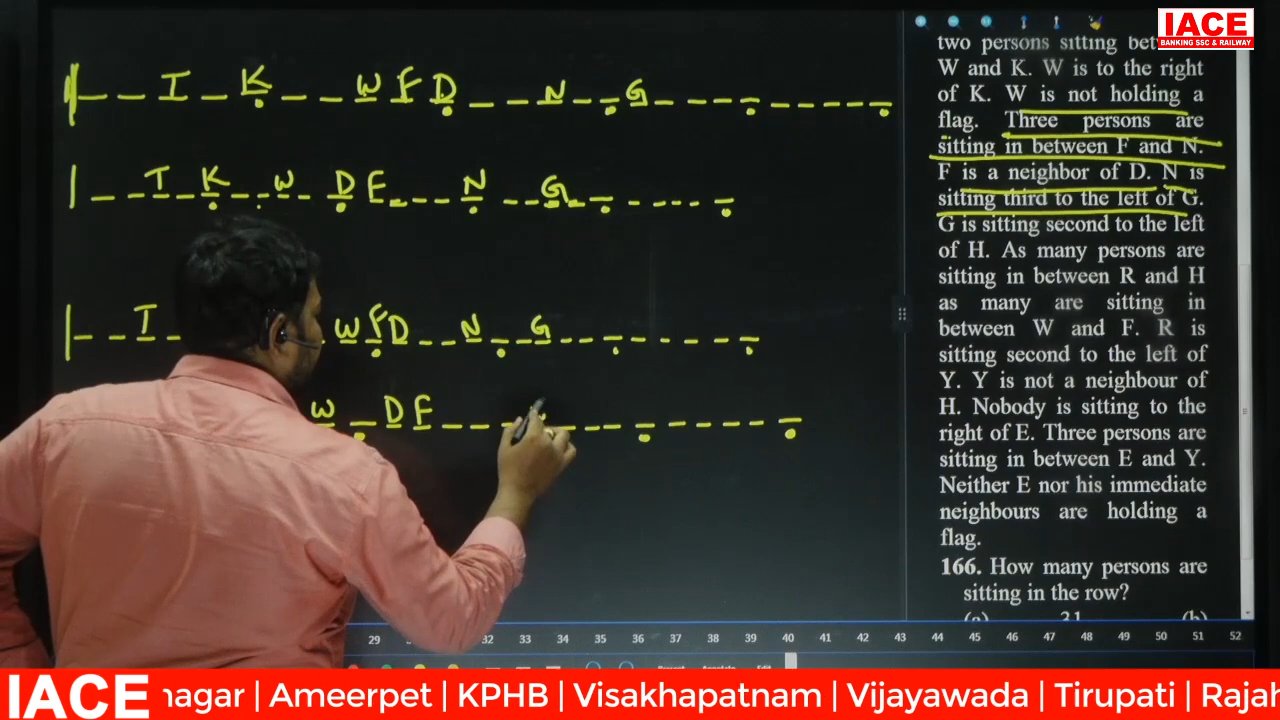 IACE
BANKING SSC & RAILWAY
two persons sitting
W and K. W is to the right
of K. W is not holding a
flag. Three persons are
sitting in between F and N.
F is a neighbor of D. N is
sitting third to the left of G.
G is sitting second to the left
of H. As many persons are
sitting in between R and H
as many are sitting in
between W and F. R is
sitting second to the left of
Y. Y is not a neighbour of
H. Nobody is sitting to the
right of E. Three persons are
sitting in between E and Y.
Neither E nor his immediate
neighbours are holding a
flag.
166. How many persons are
sitting in the row?
(a) 31 (b)
I K W F D N G
I K W D F N G
I W F D N G
W D F
29 32 33 34 35 36 37 38 39 40 41 42 43 44 45 46 47 48 49 50 51 52
IACE nagar | Ameerpet | KPHB | Visakhapatnam | Vijayawada | Tirupati |